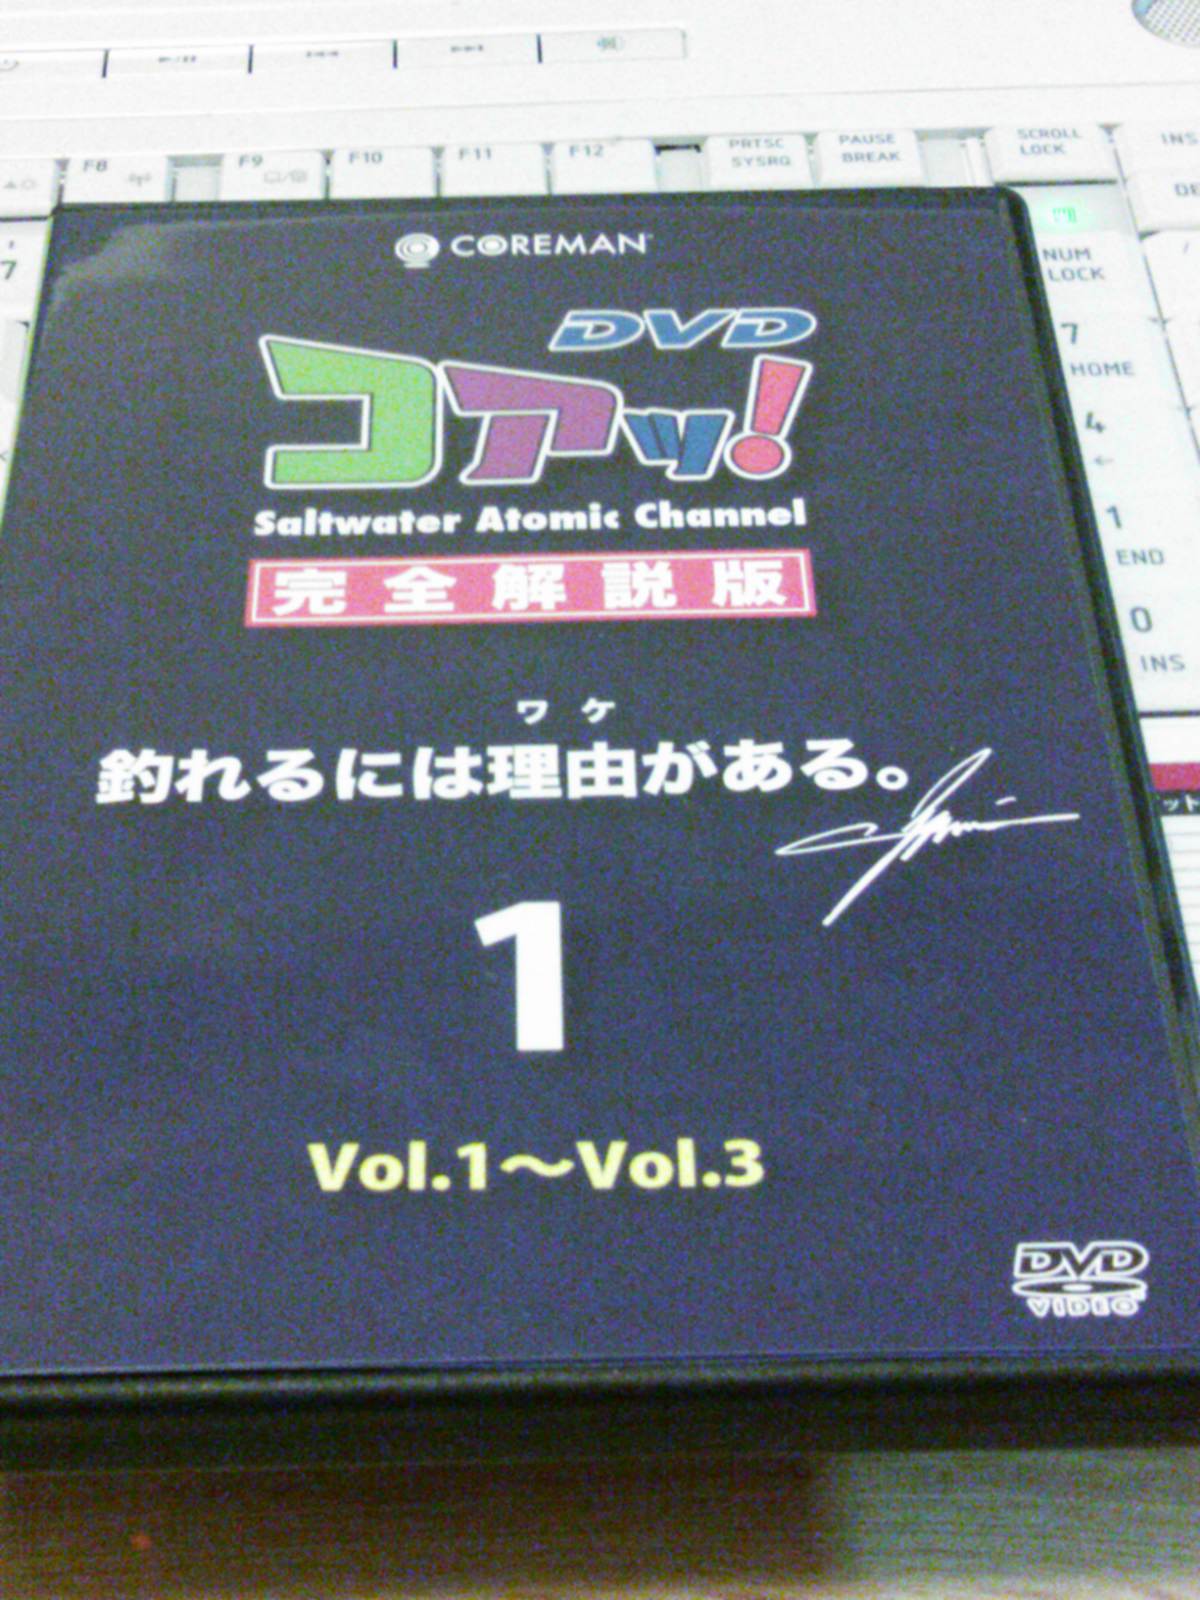 F8
F9
F10
F11
F12
PRTSC
SYSRQ
PAUSE
BREAK
SCROLL
LOCK
INS
7
NUM
LOCK
7
HOME
4
1
END
0
INS
COREMAN
DVD
コアッ!
Saltwater Atomic Channel
完全解説版
ワケ
釣れるには理由がある。
1
Vol.1～Vol.3
DVD
VIDEO